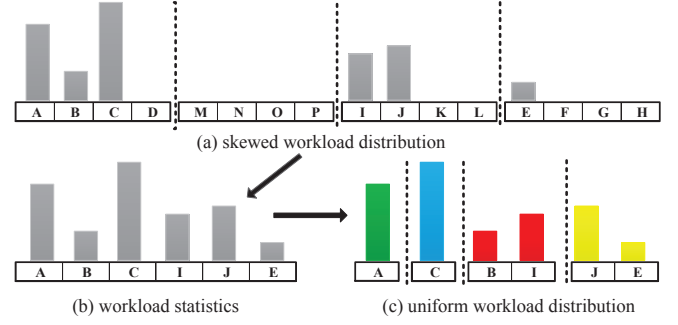 A B C D M N O P I J K L E F G H
(a) skewed workload distribution
A B C I J E
(b) workload statistics
A C B I J E
(c) uniform workload distribution